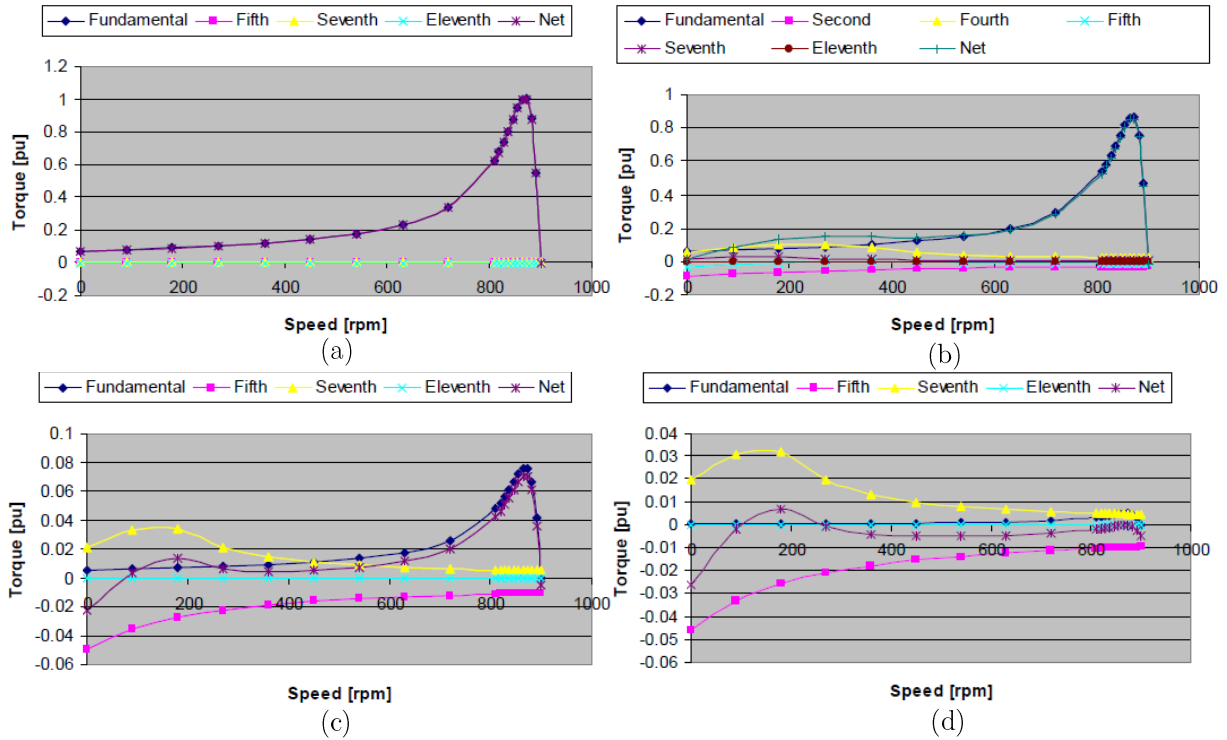 Fundamental Fifth Seventh Eleventh Net
1.2
1
0.8
0.6
0.4
0.2
0
-0.2
0 200 400 600 800 1000
Torque [pu]
Speed [rpm]
(a)
Fundamental Second Fourth Fifth
Seventh Eleventh Net
1
0.8
0.6
0.4
0.2
0
-0.2
0 200 400 600 800 1000
Torque [pu]
Speed [rpm]
(b)
Fundamental Fifth Seventh Eleventh Net
0.1
0.08
0.06
0.04
0.02
0
-0.02
-0.04
-0.06
0 200 400 600 800 1000
Torque [pu]
Speed [rpm]
(c)
Fundamental Fifth Seventh Eleventh Net
0.04
0.03
0.02
0.01
0
-0.01
-0.02
-0.03
-0.04
-0.05
-0.06
0 200 400 600 800 1000
Torque [pu]
Speed [rpm]
(d)